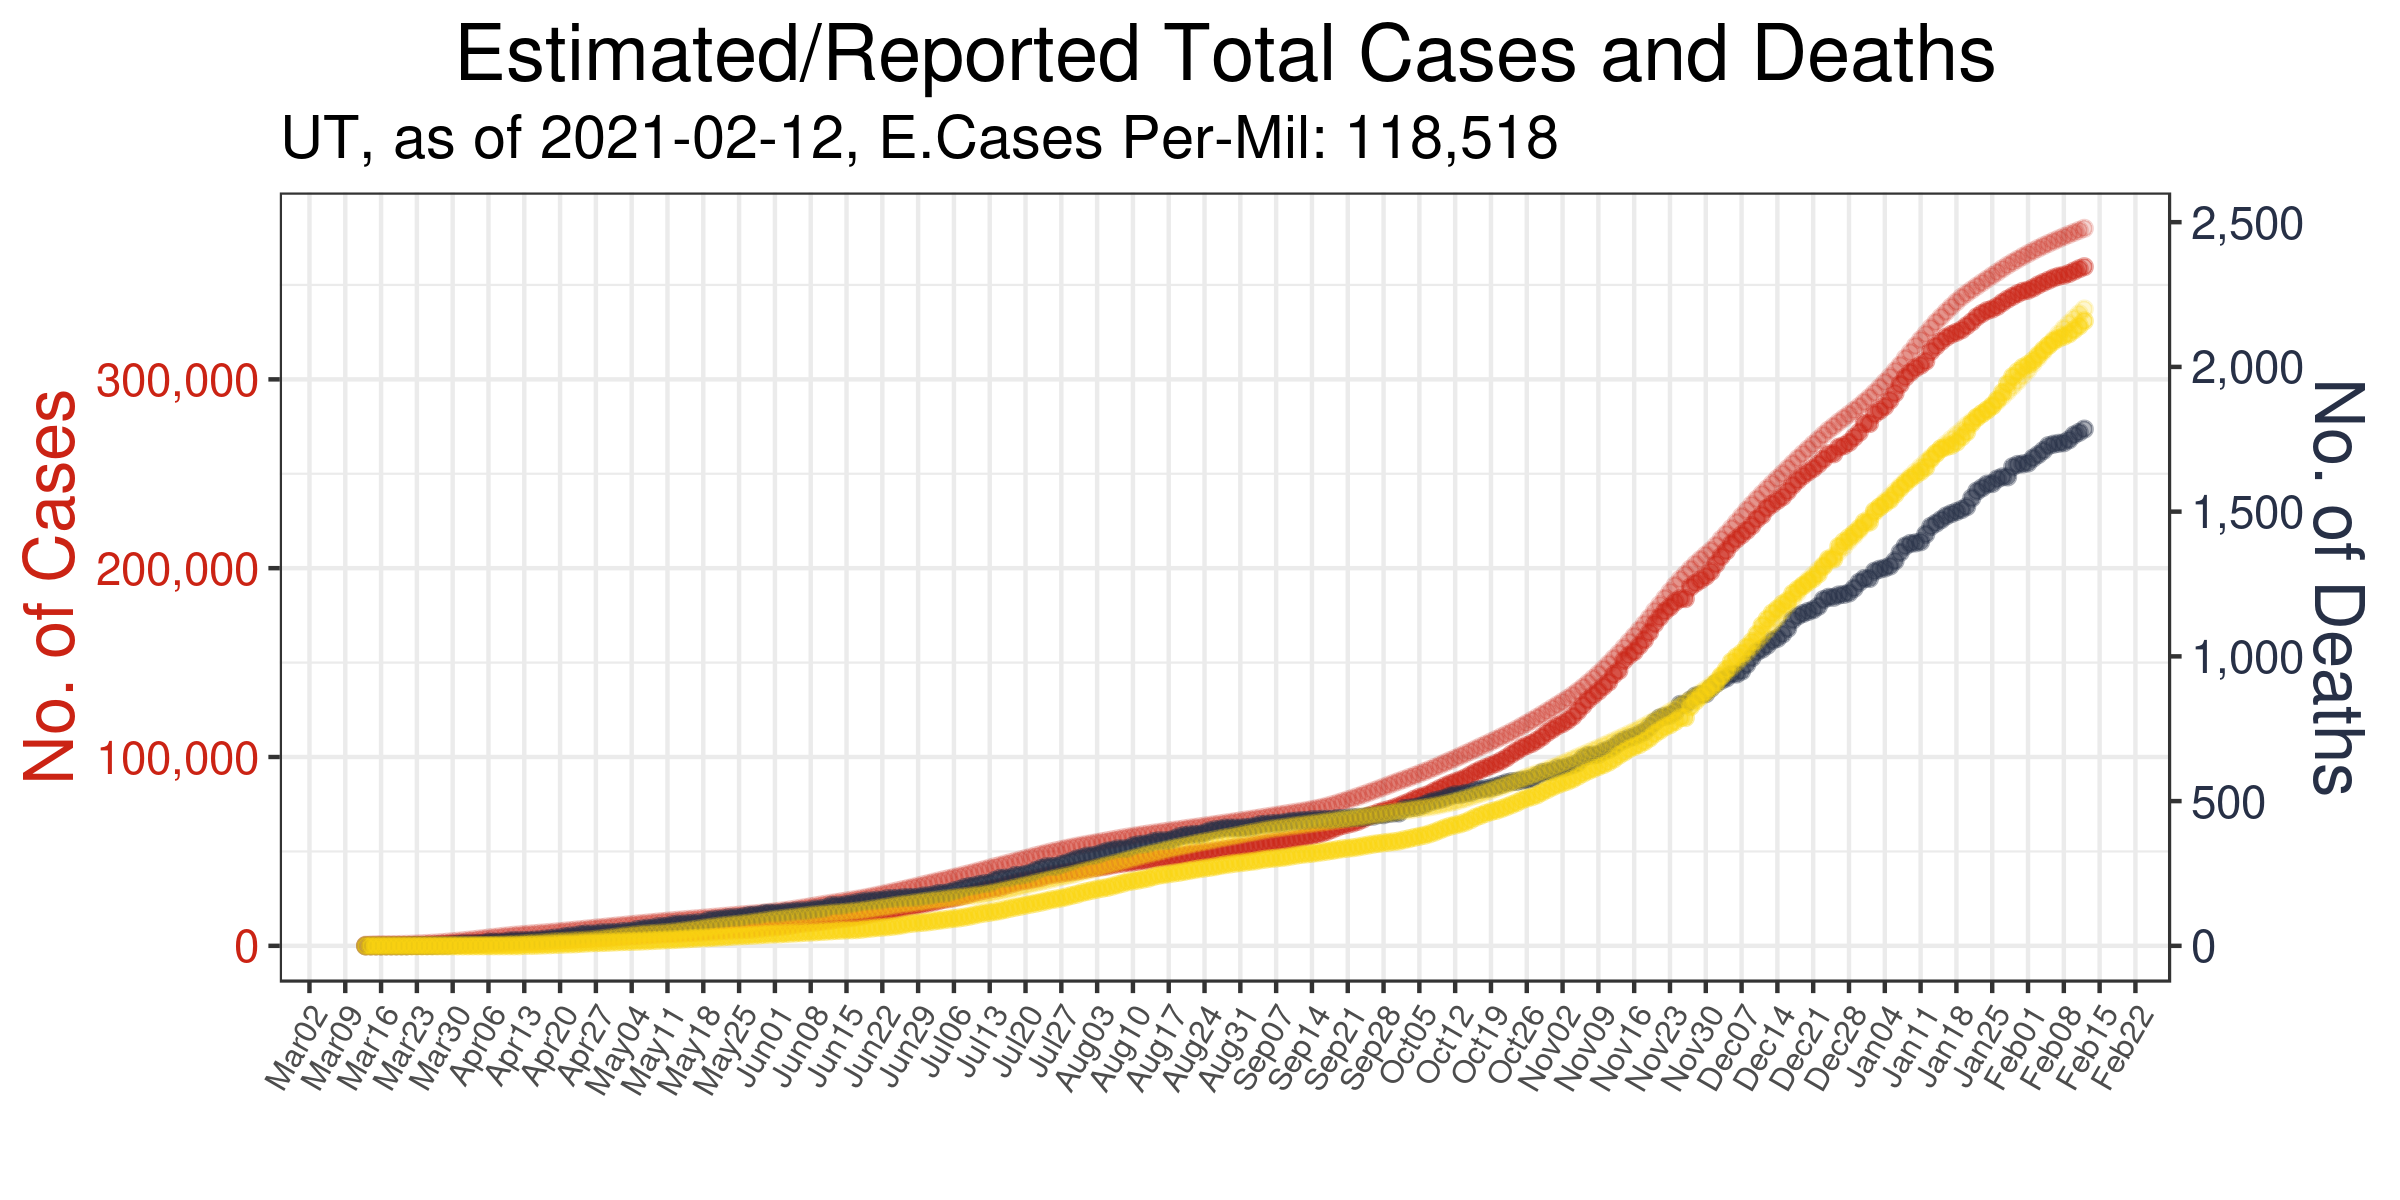 Estimated/Reported Total Cases and Deaths
UT, as of 2021-02-12, E.Cases Per-Mil: 118,518
No. of Cases
300,000
200,000
100,000
0
2,500
2,000
1,500
1,000
500
0
No. of Deaths
Mar02
Mar09
Mar16
Mar23
Mar30
Apr06
Apr13
Apr20
Apr27
May04
May11
May18
May25
Jun01
Jun08
Jun15
Jun22
Jun29
Jul06
Jul13
Jul20
Jul27
Aug03
Aug10
Aug17
Aug24
Aug31
Sep07
Sep14
Sep21
Sep28
Oct05
Oct12
Oct19
Oct26
Nov02
Nov09
Nov16
Nov23
Nov30
Dec07
Dec14
Dec21
Dec28
Jan04
Jan11
Jan18
Jan25
Feb01
Feb08
Feb15
Feb22